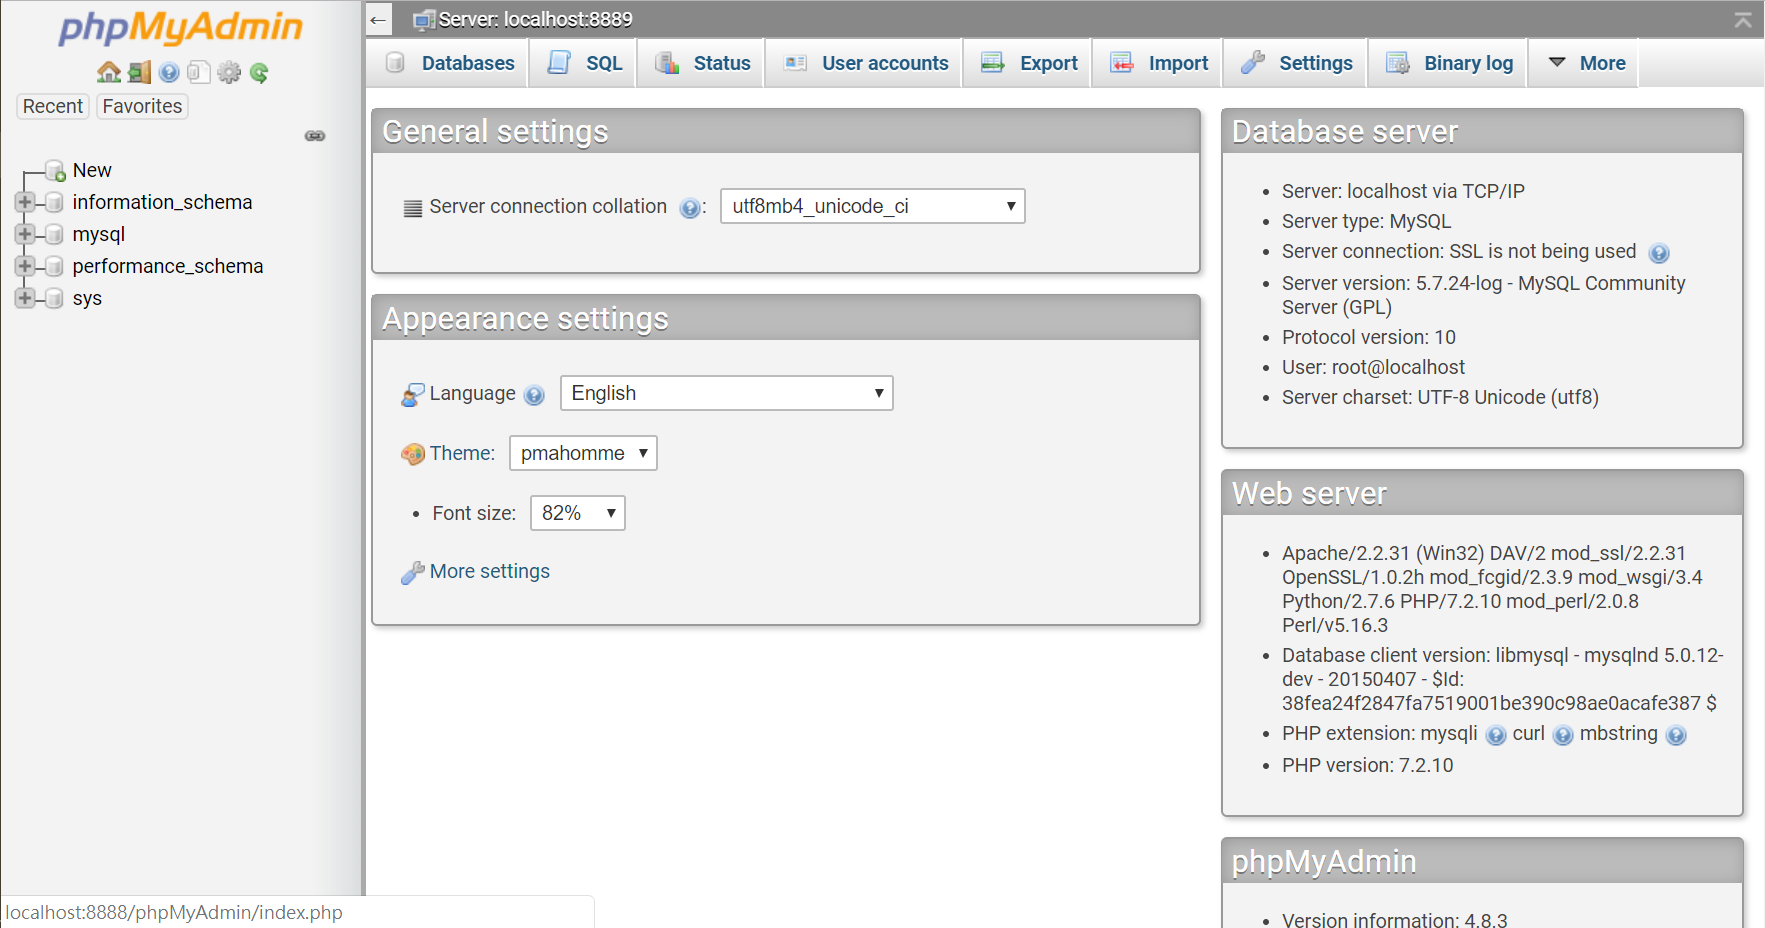 phpMyAdmin
Recent Favorites
New
information_schema
mysql
performance_schema
sys
← Server: localhost:8889
Databases SQL Status User accounts Export Import Settings Binary log More
General settings
Server connection collation : utf8mb4_unicode_ci
Appearance settings
Language English
Theme: pmahomme
• Font size: 82%
More settings
Database server
• Server: localhost via TCP/IP
• Server type: MySQL
• Server connection: SSL is not being used
• Server version: 5.7.24-log - MySQL Community
Server (GPL)
• Protocol version: 10
• User: root@localhost
• Server charset: UTF-8 Unicode (utf8)
Web server
• Apache/2.2.31 (Win32) DAV/2 mod_ssl/2.2.31
OpenSSL/1.0.2h mod_fcgid/2.3.9 mod_wsgi/3.4
Python/2.7.6 PHP/7.2.10 mod_perl/2.0.8
Perl/v5.16.3
• Database client version: libmysql - mysqlnd 5.0.12-
dev - 20150407 - $Id:
38fea24f2847fa7519001be390c98ae0acafe387 $
• PHP extension: mysqli curl mbstring
• PHP version: 7.2.10
phpMyAdmin
• Version information: 4.8.3
localhost:8888/phpMyAdmin/index.php